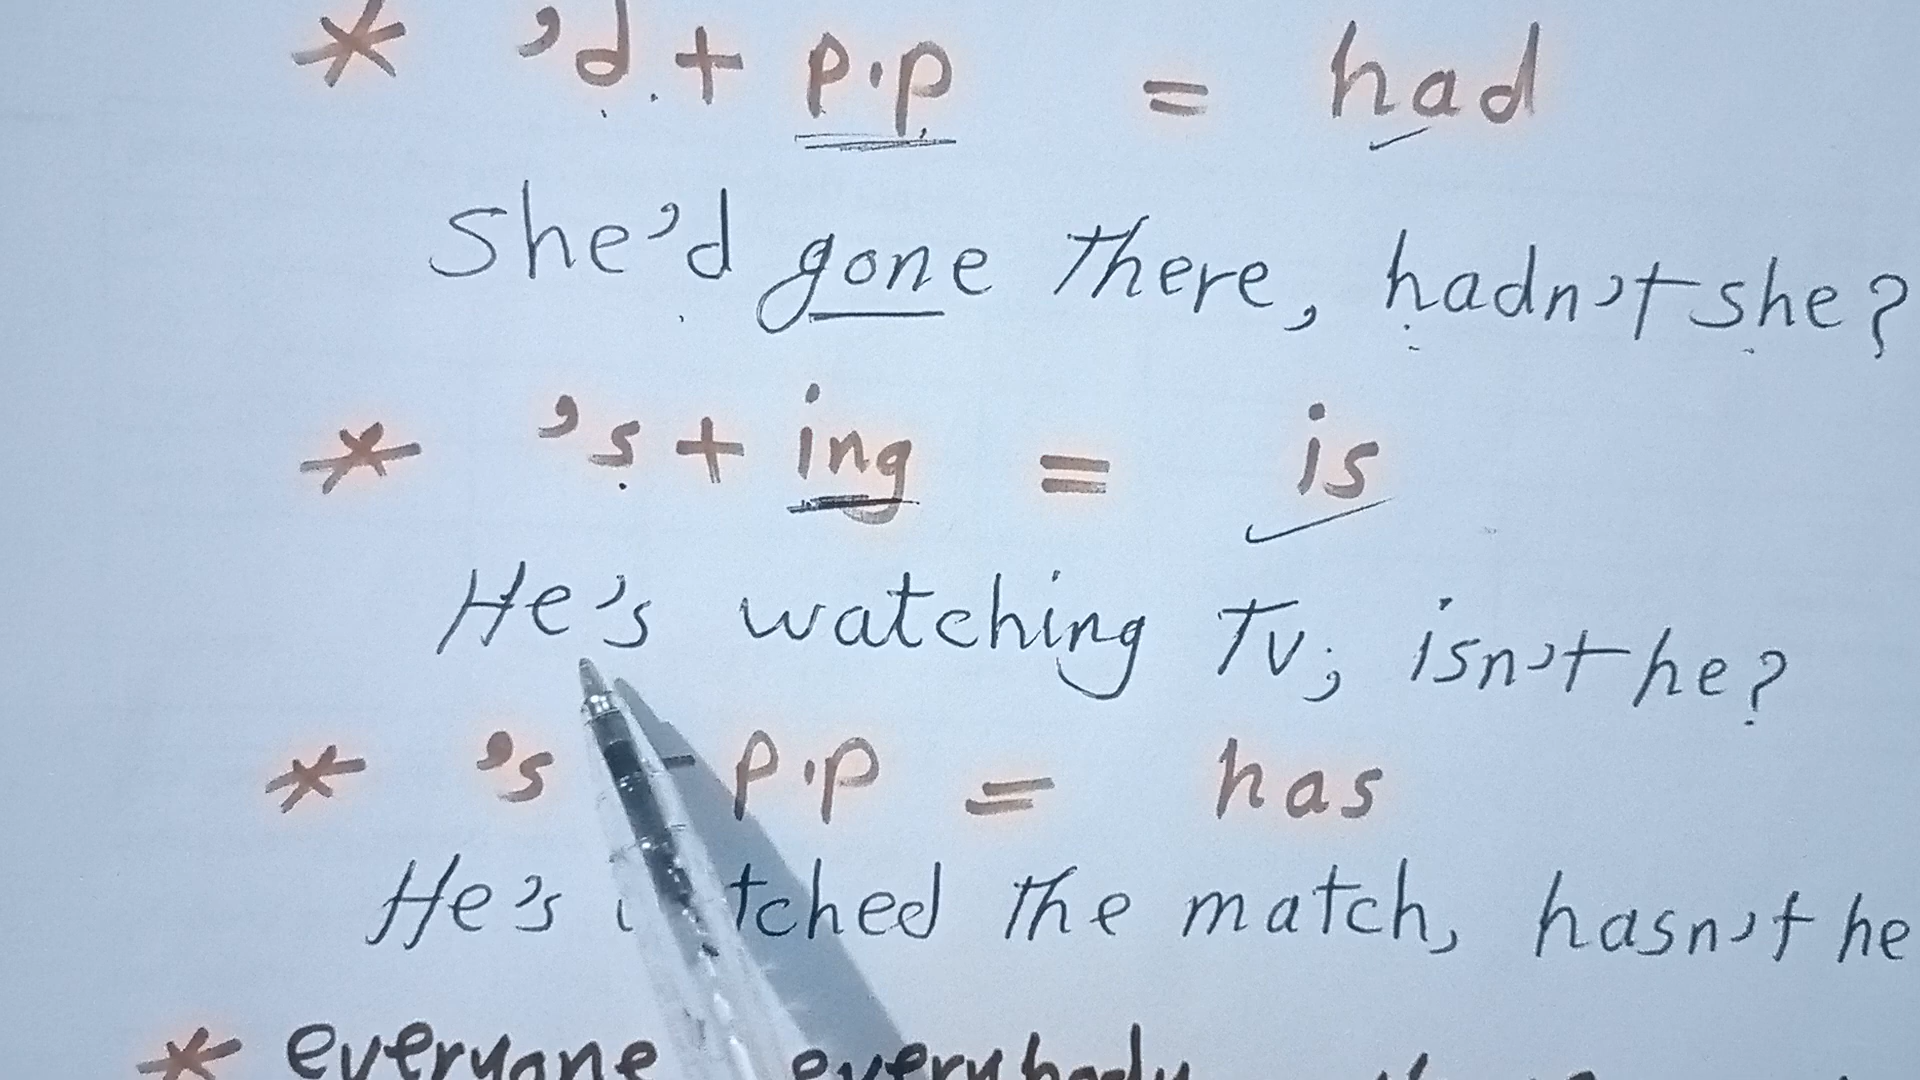 * 'd + p.p = had
She'd gone there, hadn't she?
* 's + ing = is
He's watching TV, isn't he?
* 's p.p = has
He's the match, hasn't he
* everyone everybody